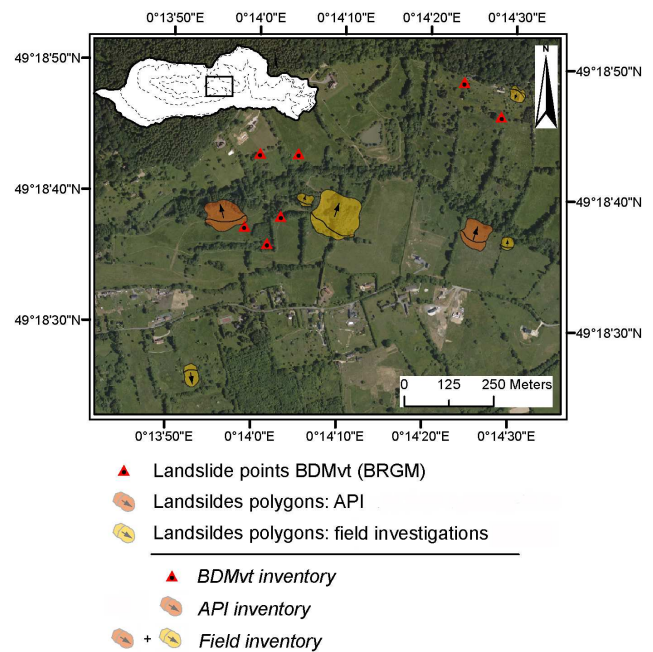 0°13'50"E 0°14'0"E 0°14'10"E 0°14'20"E 0°14'30"E
N
49°18'50"N 49°18'50"N
49°18'40"N 49°18'40"N
49°18'30"N 49°18'30"N
0 125 250 Meters
0°13'50"E 0°14'0"E 0°14'10"E 0°14'20"E 0°14'30"E
Landslide points BDMvt (BRGM)
Landsildes polygons: API
Landsildes polygons: field investigations
BDMvt inventory
API inventory
+ Field inventory